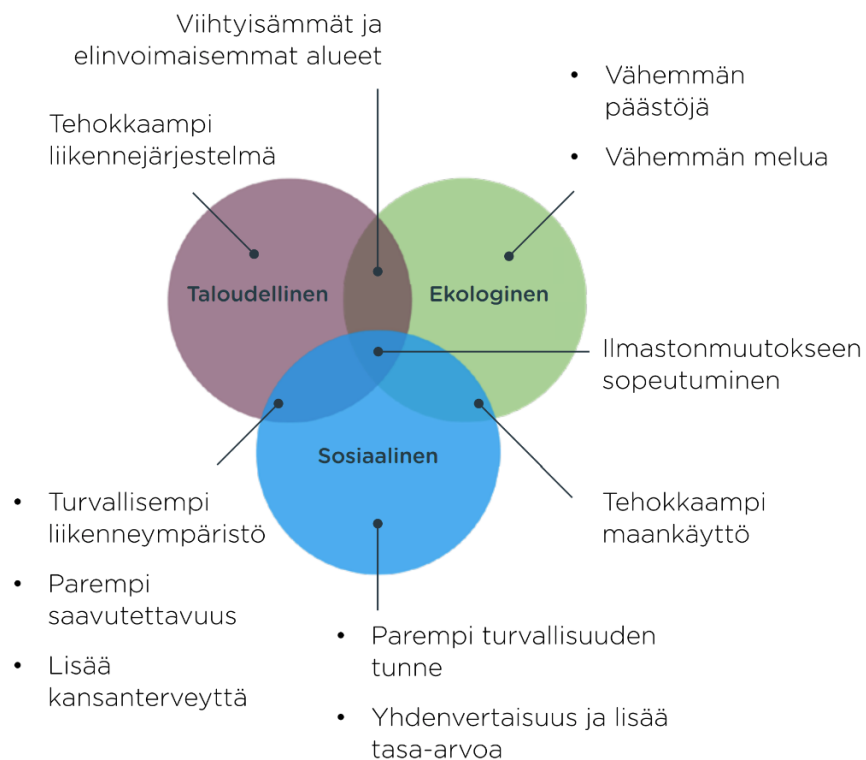 Viihtyisämmät ja
elinvoimaisemmat alueet
• Vähemmän
päästöjä
• Vähemmän melua
Tehokkaampi
liikennejärjestelmä
Taloudellinen
Ekologinen
Ilmastonmuutokseen
sopeutuminen
Sosiaalinen
• Turvallisempi
liikenneympäristö
• Parempi
saavutettavuus
• Lisää
kansanterveyttä
Tehokkaampi
maankäyttö
• Parempi turvallisuuden
tunne
• Yhdenvertaisuus ja lisää
tasa-arvoa